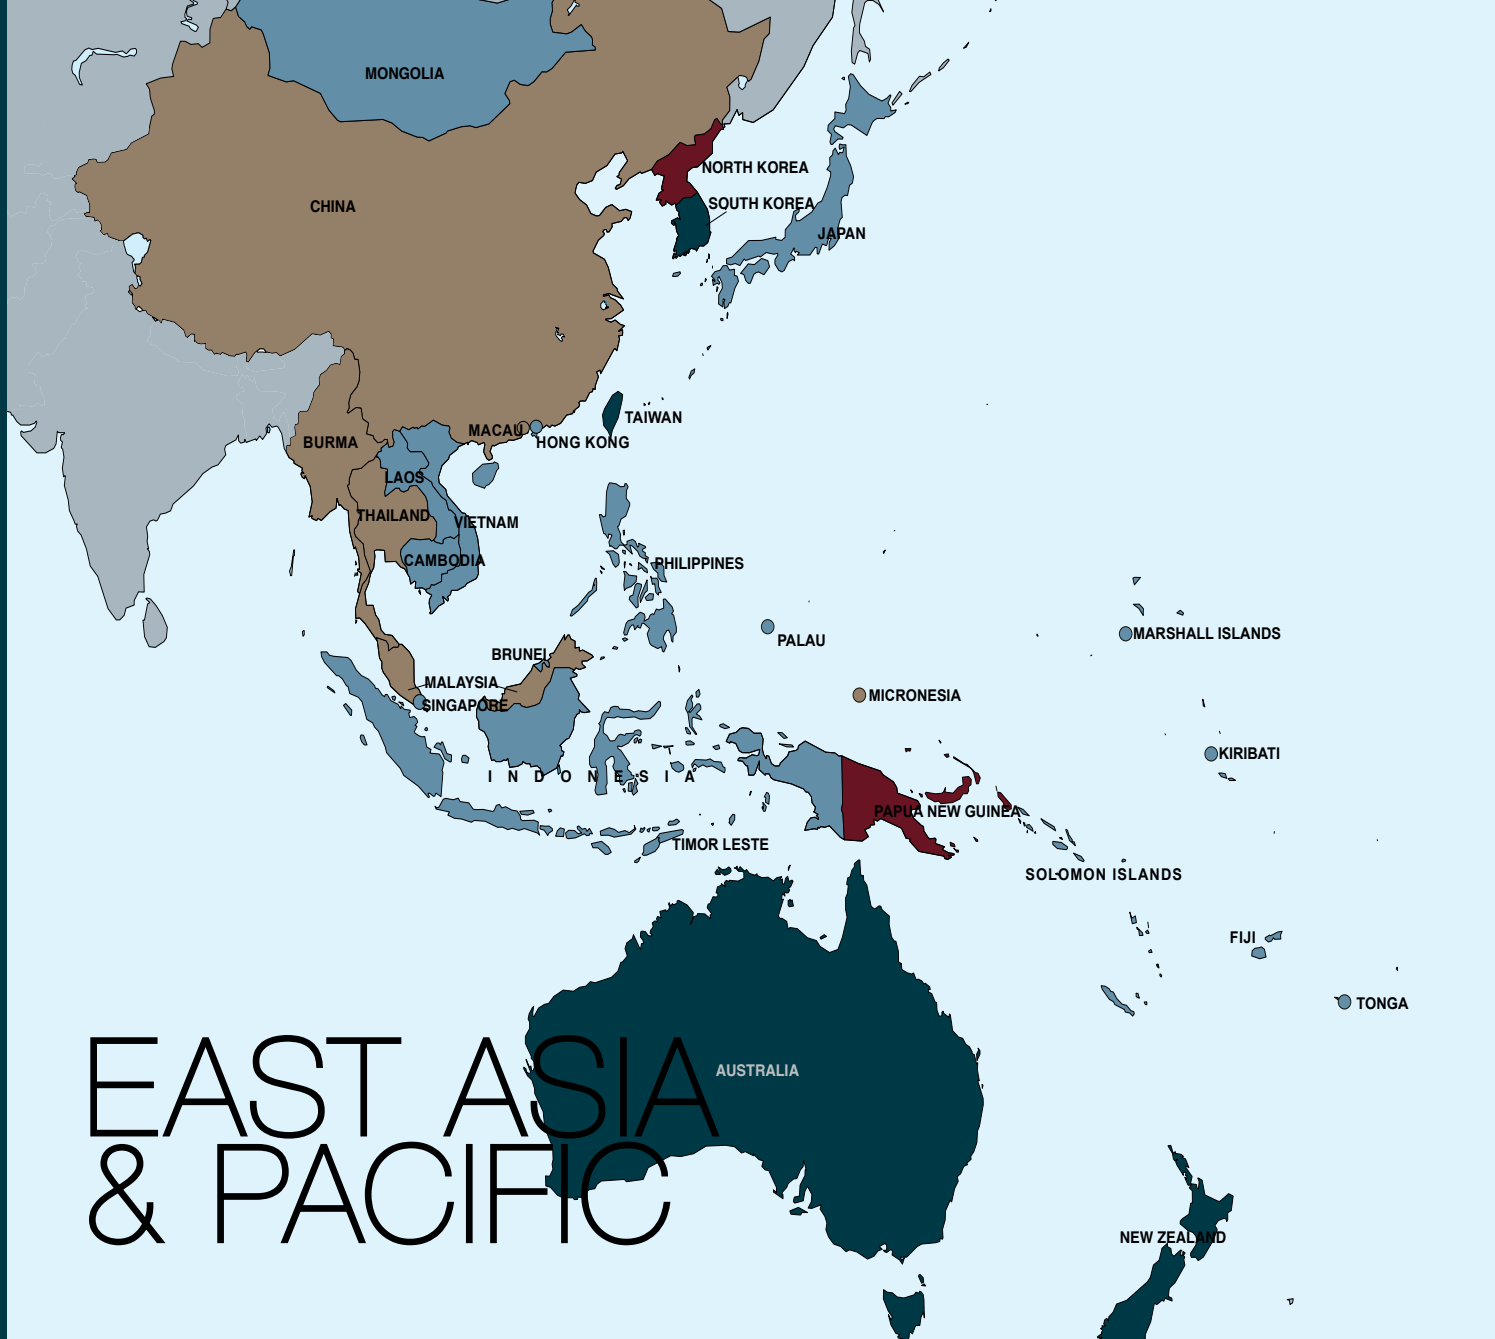 MONGOLIA
NORTH KOREA
CHINA
SOUTH KOREA
JAPAN
TAIWAN
MACAU
HONG KONG
BURMA
LAOS
THAILAND
VIETNAM
CAMBODIA
PHILIPPINES
MARSHALL ISLANDS
PALAU
BRUNEI
MALAYSIA
MICRONESIA
SINGAPORE
KIRIBATI
INDONESIA
PAPUA NEW GUINEA
TIMOR LESTE
SOLOMON ISLANDS
FIJI
TONGA
AUSTRALIA
EAST ASIA
& PACIFIC
NEW ZEALAND